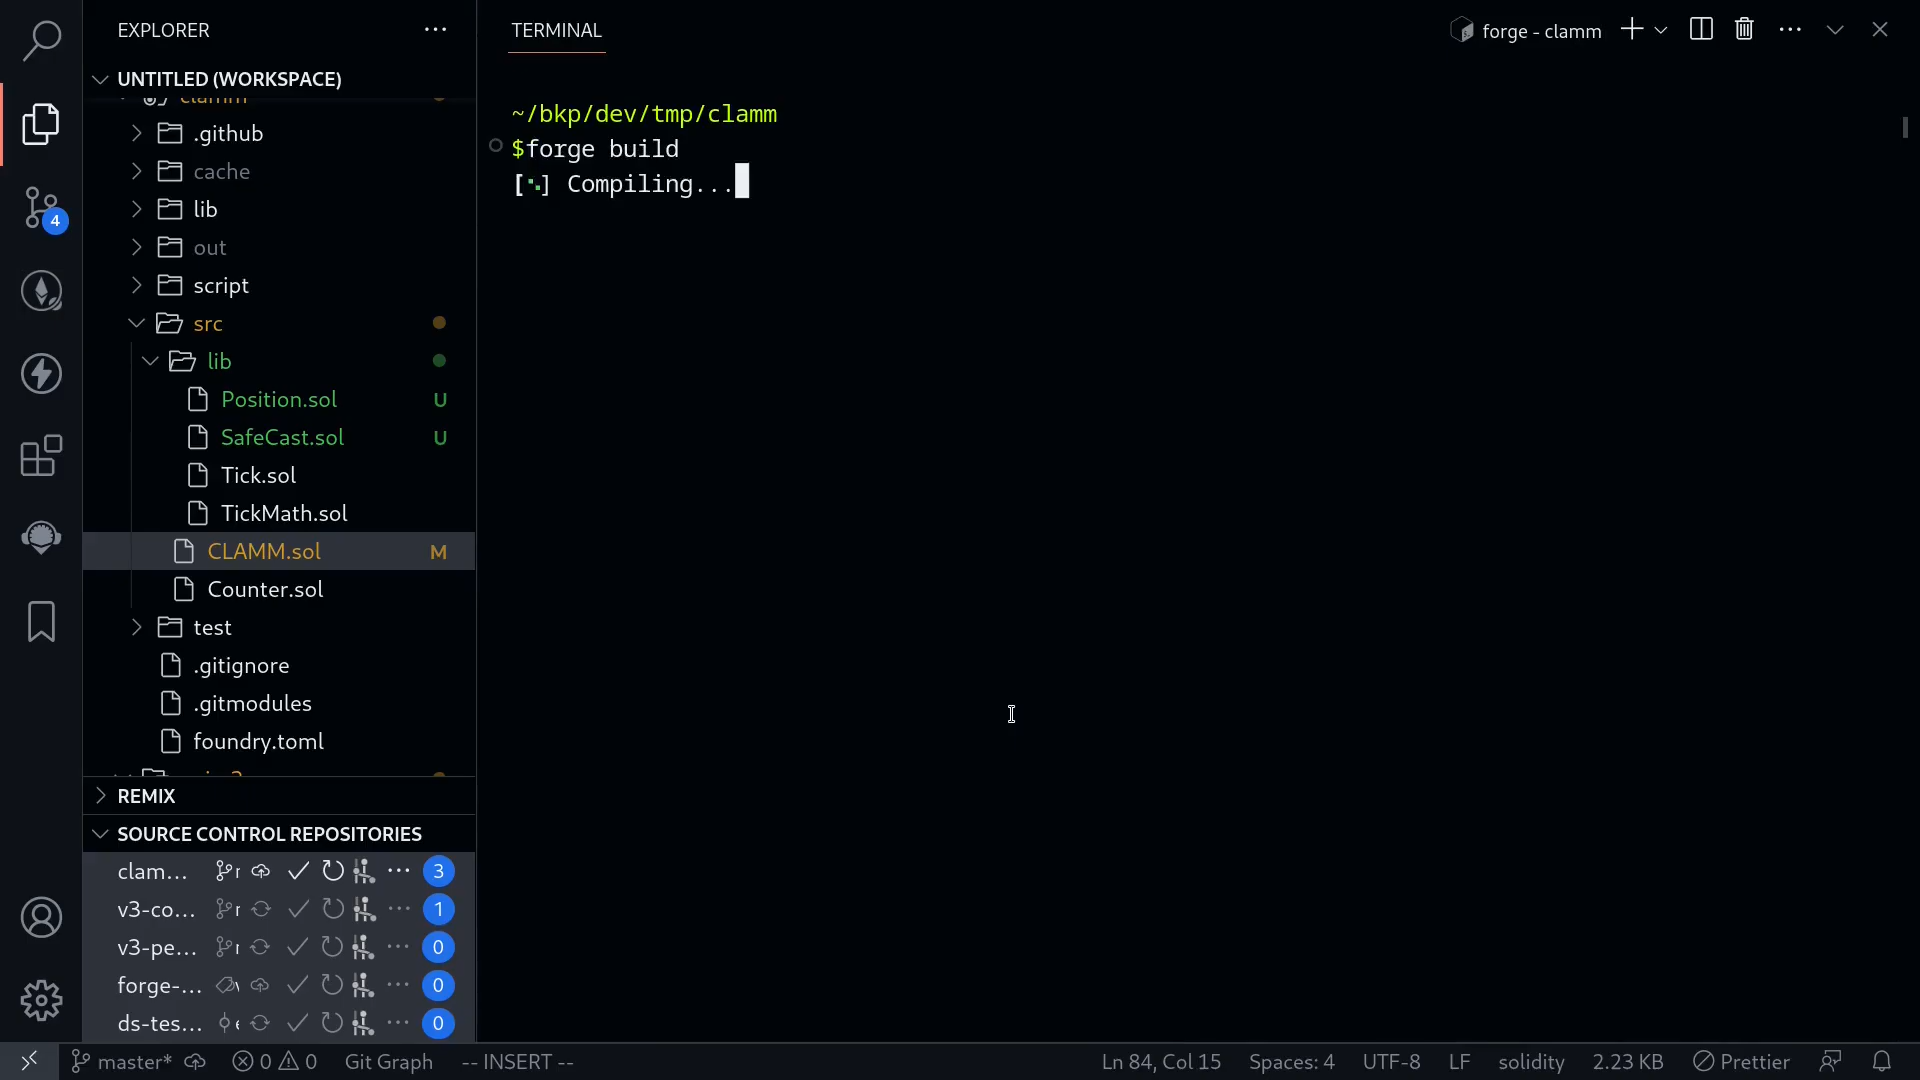 EXPLORER
UNTITLED (WORKSPACE)
clamm
.github
cache
lib
out
script
src
lib
Position.sol U
SafeCast.sol U
Tick.sol
TickMath.sol
CLAMM.sol M
Counter.sol
test
.gitignore
.gitmodules
foundry.toml
REMIX
SOURCE CONTROL REPOSITORIES
clam... 3
v3-co... 1
v3-pe... 0
forge-... 0
ds-tes... 0
4
TERMINAL
forge - clamm
~/bkp/dev/tmp/clamm
$forge build
[⠢] Compiling...
master* 0 0 Git Graph -- INSERT -- Ln 84, Col 15 Spaces: 4 UTF-8 LF solidity 2.23 KB Prettier